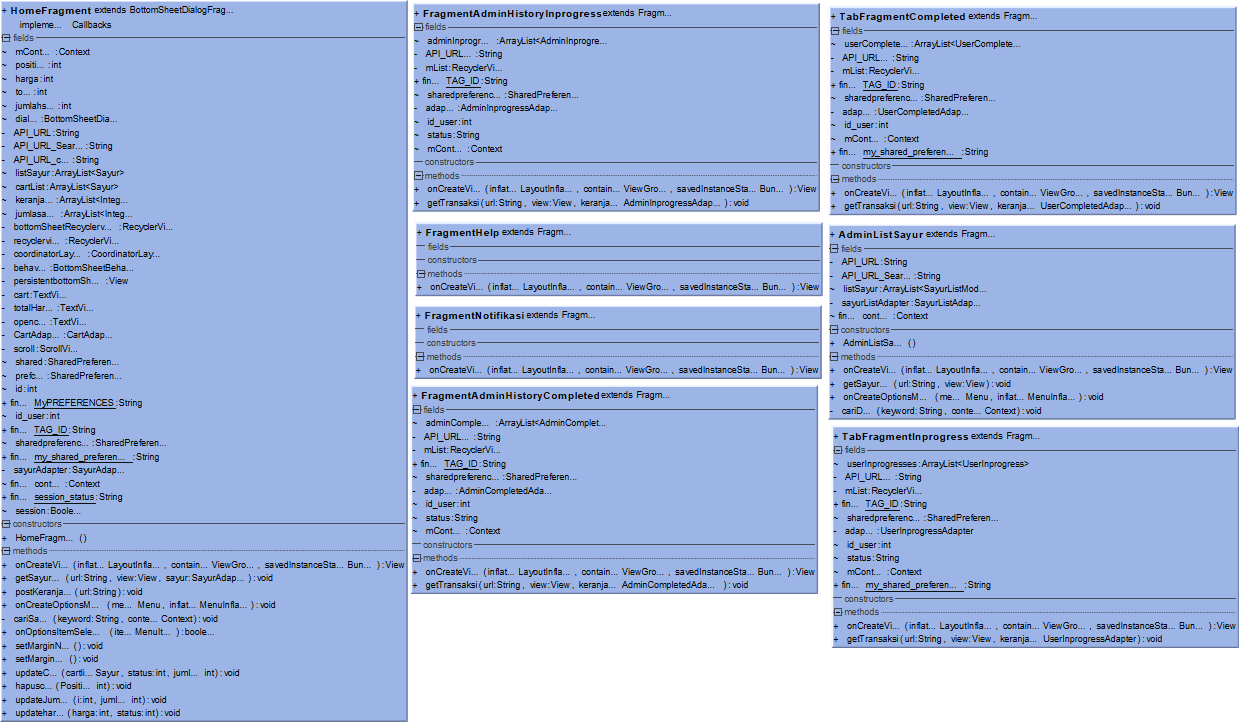 + HomeFragment extends BottomSheetDialogFrag...
impleme... Callbacks
fields
~ mCont... :Context
~ positi... :int
~ harga:int
~ to... :int
~ jumlahs... :int
~ dial... :BottomSheetDia...
- API_URL:String
- API_URL_Sear... :String
- API_URL_c... :String
~ listSayur:ArrayList<Sayur>
~ cartList:ArrayList<Sayur>
~ keranja... :ArrayList<Integ...
~ jumlasa... :ArrayList<Integ...
- bottomSheetRecyclerv... :RecyclerVi...
- recyclervi... :RecyclerVi...
- coordinatorLay... :CoordinatorLay...
- behav... :BottomSheetBeha...
- persistentbottomSh... :View
- cart:TextVi...
- totalHar... :TextVi...
- openc... :TextVi...
- CartAdap... :CartAdap...
- scroll:ScrollVi...
~ shared:SharedPreferen...
~ prefc... :SharedPreferen...
~ id:int
+ fin... MyPREFERENCES:String
~ id_user:int
+ fin... TAG_ID:String
~ sharedpreferenc... :SharedPreferen...
+ fin... my_shared_preferen... :String
- sayurAdapter:SayurAdap...
~ fin... cont... :Context
+ fin... session_status:String
~ session:Boole...
constructors
+ HomeFragm... ()
methods
+ onCreateVi... (inflat... LayoutInfla... , contain... ViewGro... , savedInstanceSta... Bun... ):View
+ getSayur... (url:String, view:View, sayur:SayurAdap... ):void
+ postKeranja... (url:String):void
+ onCreateOptionsM... (me... Menu, inflat... MenuInfla... ):void
- cariSa... (keyword:String, conte... Context):void
+ onOptionsItemSele... (ite... MenuIt... ):boole...
+ setMarginN... ():void
+ setMargin... ():void
+ updateC... (cartli... Sayur, status:int, juml... int):void
+ hapusc... (Positi... int):void
+ updateJum... (i:int, juml... int):void
+ updatehar... (harga:int, status:int):void
+ FragmentAdminHistoryInprogress extends Fragm...
fields
~ adminInprogr... :ArrayList<AdminInprogre...
- API_URL... :String
- mList:RecyclerVi...
+ fin... TAG_ID:String
~ sharedpreferenc... :SharedPreferen...
- adap... :AdminInprogressAdap...
~ id_user:int
~ status:String
~ mCont... :Context
constructors
methods
+ onCreateVi... (inflat... LayoutInfla... , contain... ViewGro... , savedInstanceSta... Bun... ):View
+ getTransaksi(url:String, view:View, keranja... AdminInprogressAdap... ):void
+ FragmentHelp extends Fragm...
fields
constructors
methods
+ onCreateVi... (inflat... LayoutInfla... , contain... ViewGro... , savedInstanceSta... Bun... ):View
+ FragmentNotifikasi extends Fragm...
fields
constructors
methods
+ onCreateVi... (inflat... LayoutInfla... , contain... ViewGro... , savedInstanceSta... Bun... ):View
+ FragmentAdminHistoryCompleted extends Fragm...
fields
~ adminComple... :ArrayList<AdminComplet...
- API_URL... :String
- mList:RecyclerVi...
+ fin... TAG_ID:String
~ sharedpreferenc... :SharedPreferen...
- adap... :AdminCompletedAda...
~ id_user:int
~ status:String
~ mCont... :Context
constructors
methods
+ onCreateVi... (inflat... LayoutInfla... , contain... ViewGro... , savedInstanceSta... Bun... ):View
+ getTransaksi(url:String, view:View, keranja... AdminCompletedAda... ):void
+ TabFragmentCompleted extends Fragm...
fields
~ userComplete... :ArrayList<UserComplete...
- API_URL... :String
- mList:RecyclerVi...
+ fin... TAG_ID:String
~ sharedpreferenc... :SharedPreferen...
- adap... :UserCompletedAdap...
~ id_user:int
~ mCont... :Context
+ fin... my_shared_preferen... :String
constructors
methods
+ onCreateVi... (inflat... LayoutInfla... , contain... ViewGro... , savedInstanceSta... Bun... ):View
+ getTransaksi(url:String, view:View, keranja... UserCompletedAdap... ):void
+ AdminListSayur extends Fragm...
fields
- API_URL:String
- API_URL_Sear... :String
~ listSayur:ArrayList<SayurListMod...
- sayurListAdapter:SayurListAdap...
~ fin... cont... :Context
constructors
+ AdminListSa... ()
methods
+ onCreateVi... (inflat... LayoutInfla... , contain... ViewGro... , savedInstanceSta... Bun... ):View
+ getSayur... (url:String, view:View):void
+ onCreateOptionsM... (me... Menu, inflat... MenuInfla... ):void
- cariD... (keyword:String, conte... Context):void
+ TabFragmentInprogress extends Fragm...
fields
~ userInprogresses:ArrayList<UserInprogress>
- API_URL... :String
- mList:RecyclerVi...
+ fin... TAG_ID:String
~ sharedpreferenc... :SharedPreferen...
- adap... :UserInprogressAdapter
~ id_user:int
~ status:String
~ mCont... :Context
+ fin... my_shared_preferen... :String
constructors
methods
+ onCreateVi... (inflat... LayoutInfla... , contain... ViewGro... , savedInstanceSta... Bun... ):View
+ getTransaksi(url:String, view:View, keranja... UserInprogressAdapter):void